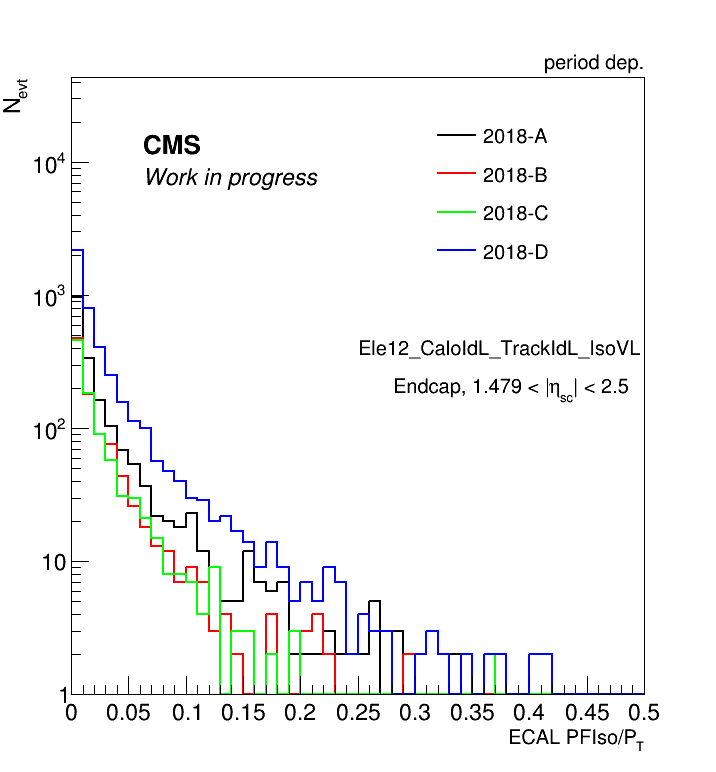 period dep.
N_evt
CMS
Work in progress
2018-A
2018-B
2018-C
2018-D
Ele12_CaloIdL_TrackIdL_IsoVL
Endcap, 1.479 < |η_sc| < 2.5
10^4
10^3
10^2
10
1
0 0.05 0.1 0.15 0.2 0.25 0.3 0.35 0.4 0.45 0.5
ECAL PFIso/P_T